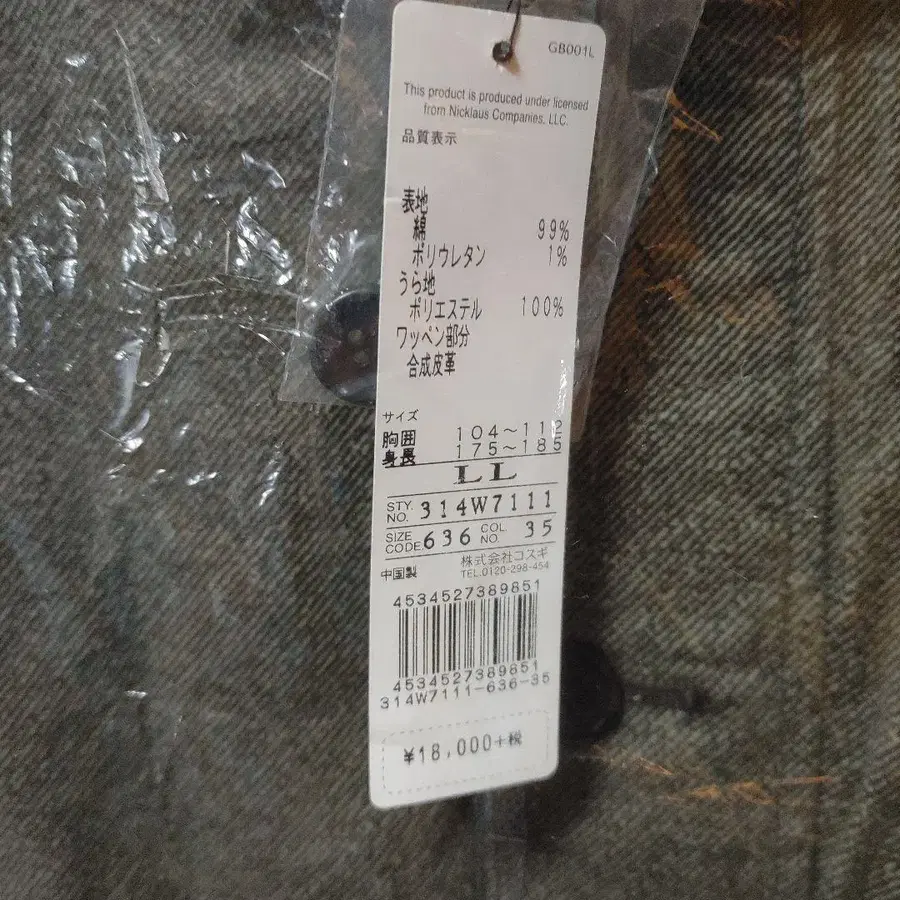 GB001L
This product is produced under licensed
from Nicklaus Companies, LLC.
品質表示
表地
綿 99%
ポリウレタン 1%
うら地
ポリエステル 100%
ワッペン部分
合成皮革
サイズ
胸囲 104～112
身長 175～185
LL
STY. NO. 314W7111
SIZE CODE. 636 COL. NO. 35
中国製 株式会社コスギ
TEL.0120-298-454
4534527389851
4534527389851
314W7111-636-35
¥18,000+税